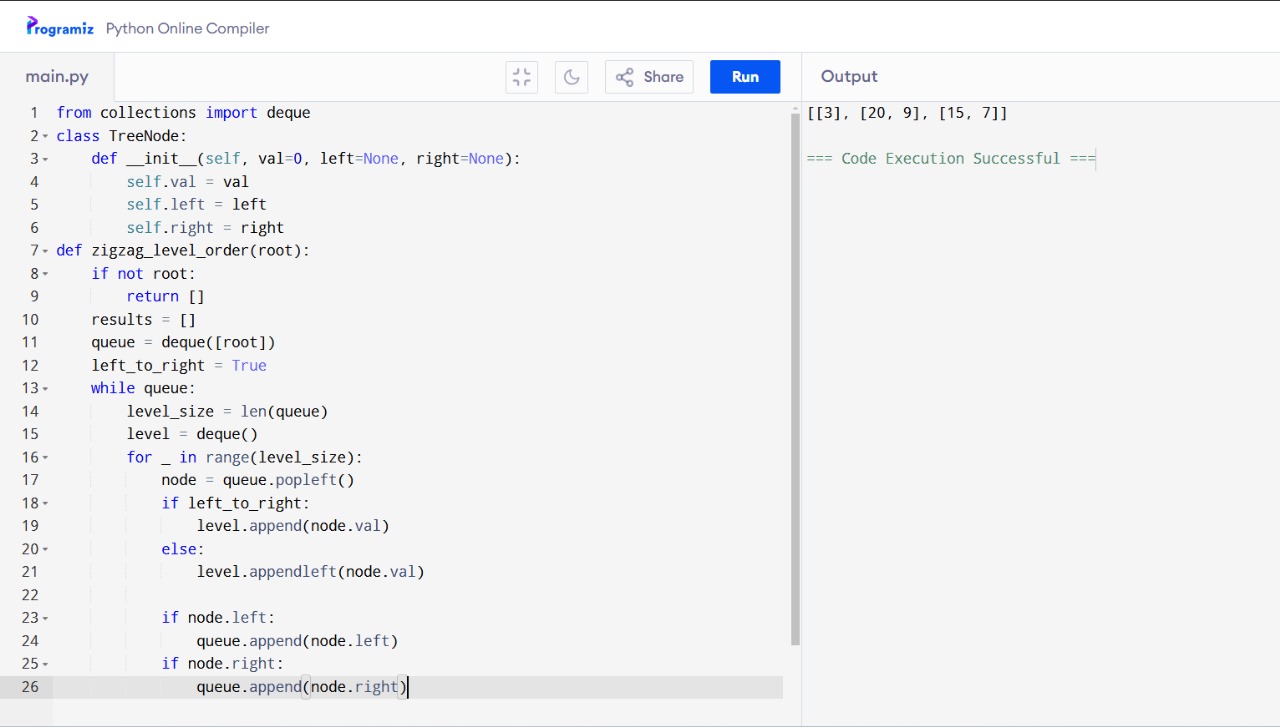 Programiz Python Online Compiler
main.py
Share
Run
Output
1 from collections import deque
2 class TreeNode:
3     def __init__(self, val=0, left=None, right=None):
4         self.val = val
5         self.left = left
6         self.right = right
7 def zigzag_level_order(root):
8     if not root:
9         return []
10     results = []
11     queue = deque([root])
12     left_to_right = True
13     while queue:
14         level_size = len(queue)
15         level = deque()
16         for _ in range(level_size):
17             node = queue.popleft()
18             if left_to_right:
19                 level.append(node.val)
20             else:
21                 level.appendleft(node.val)
22
23             if node.left:
24                 queue.append(node.left)
25             if node.right:
26                 queue.append(node.right)
[[3], [20, 9], [15, 7]]
=== Code Execution Successful ===